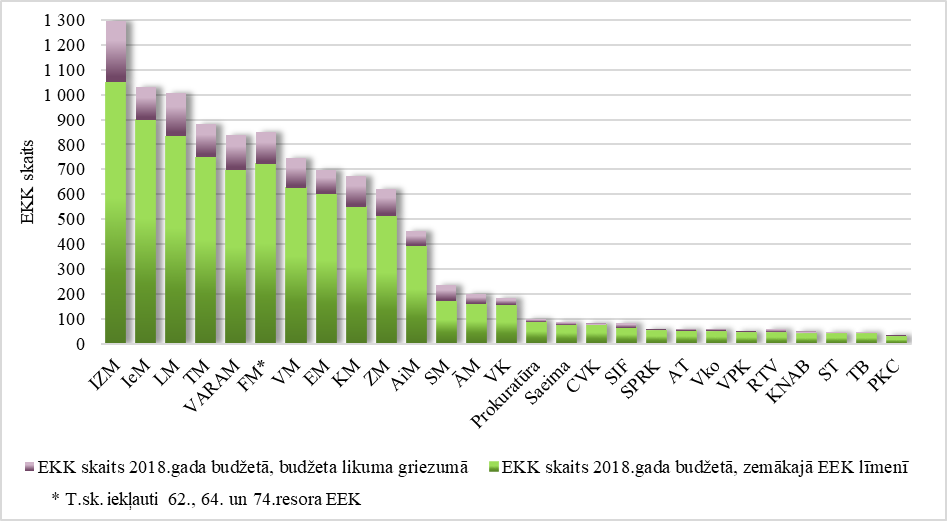 1 300
1 200
1 100
1 000
900
800
700
600
500
400
300
200
100
0
EKK skaits
IZM
IeM
LM
TM
VARAM
FM*
VM
EM
KM
ZM
AiM
SM
ĀM
VK
Prokuratūra
Saeima
CVK
SIF
SPRK
AT
Vko
VPK
RTV
KNAB
ST
TB
PKC
EKK skaits 2018.gada budžetā, budžeta likuma griezumā
EKK skaits 2018.gada budžetā, zemākajā EEK līmenī
* T.sk. iekļauti 62., 64. un 74.resora EEK